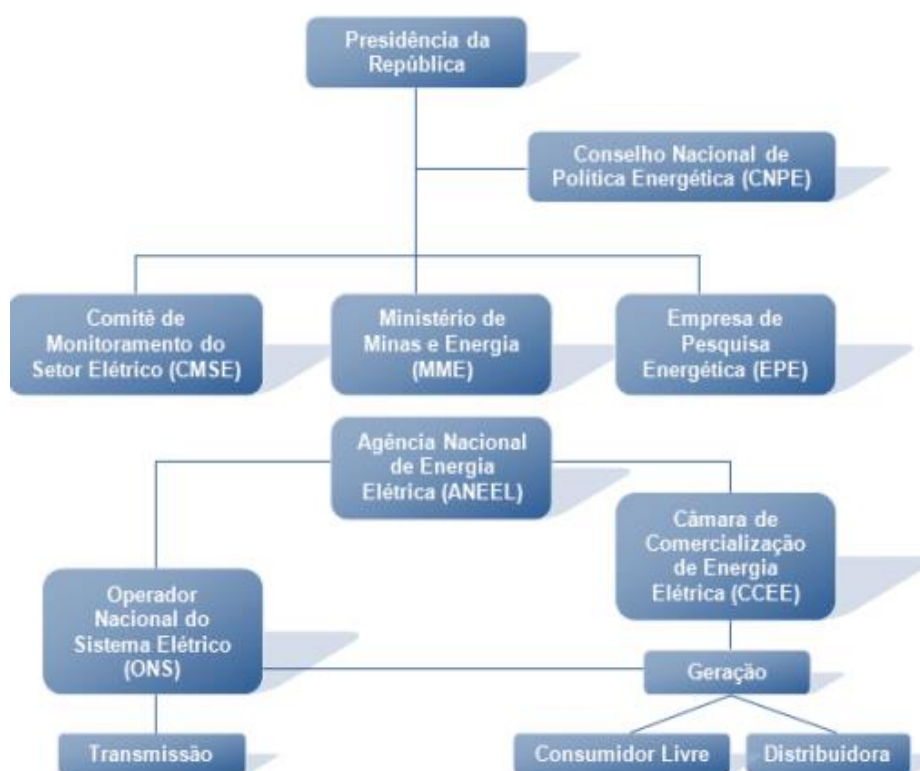 Presidência da
República
Conselho Nacional de
Política Energética (CNPE)
Comitê de
Monitoramento do
Setor Elétrico (CMSE)
Ministério de
Minas e Energia
(MME)
Empresa de
Pesquisa
Energética (EPE)
Agência Nacional
de Energia
Elétrica (ANEEL)
Câmara de
Comercialização
de Energia
Elétrica (CCEE)
Operador
Nacional do
Sistema Elétrico
(ONS)
Geração
Transmissão
Consumidor Livre
Distribuidora